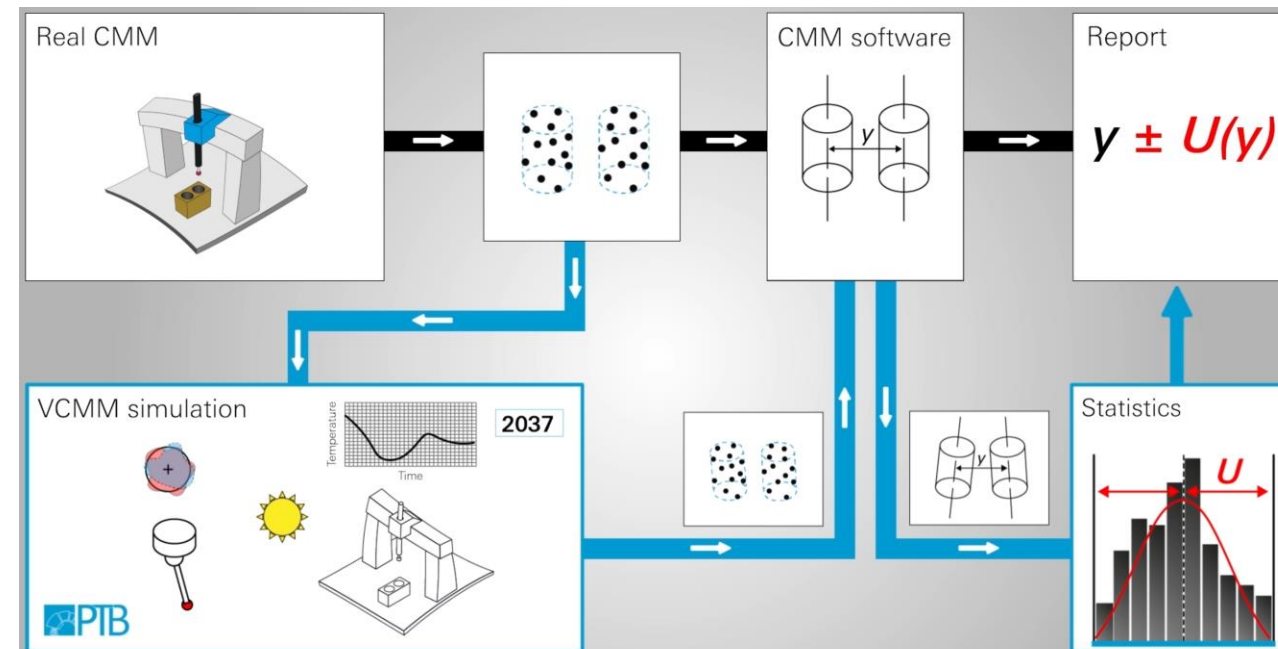 Real CMM
CMM software
y
Report
y ± U(y)
VCMM simulation
Temperature
Time
2037
PTB
y
Statistics
U